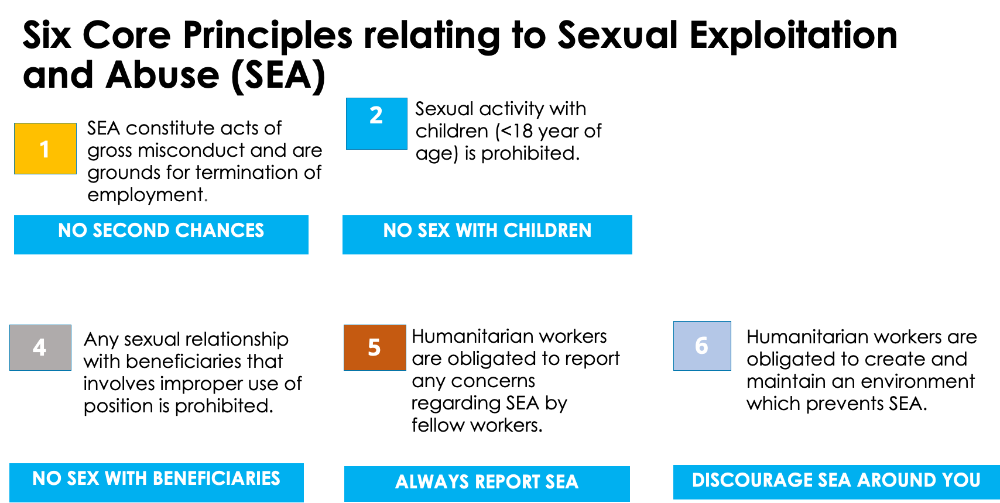 Six Core Principles relating to Sexual Exploitation
and Abuse (SEA)
1
SEA constitute acts of
gross misconduct and are
grounds for termination of
employment.
NO SECOND CHANCES
2
Sexual activity with
children (<18 year of
age) is prohibited.
NO SEX WITH CHILDREN
4
Any sexual relationship
with beneficiaries that
involves improper use of
position is prohibited.
NO SEX WITH BENEFICIARIES
5
Humanitarian workers
are obligated to report
any concerns
regarding SEA by
fellow workers.
ALWAYS REPORT SEA
6
Humanitarian workers are
obligated to create and
maintain an environment
which prevents SEA.
DISCOURAGE SEA AROUND YOU